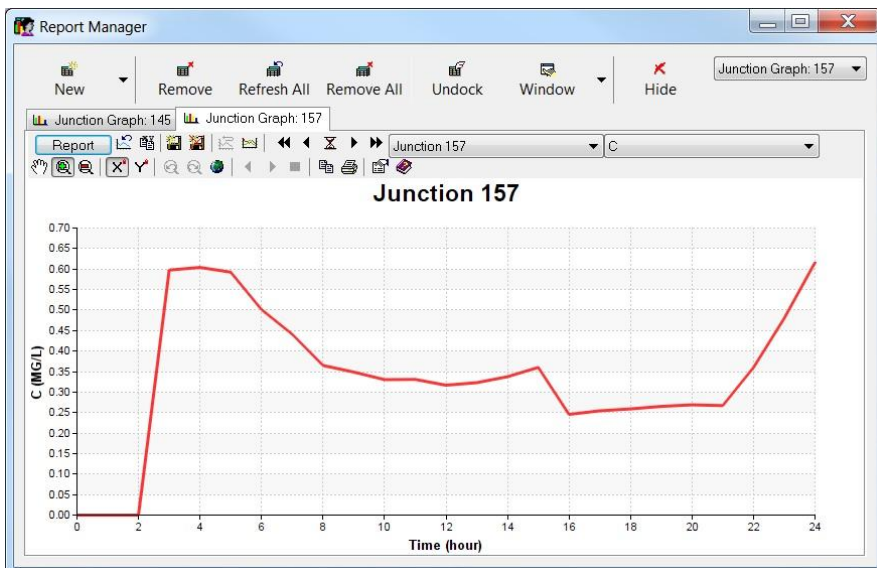 Report Manager
New Remove Refresh All Remove All Undock Window Hide Junction Graph: 157
Junction Graph: 145 Junction Graph: 157
Report Junction 157 C
X Y
Junction 157
0.70
0.65
0.60
0.55
0.50
0.45
0.40
0.35
0.30
0.25
0.20
0.15
0.10
0.05
0.00
C (MG/L)
0 2 4 6 8 10 12 14 16 18 20 22 24
Time (hour)